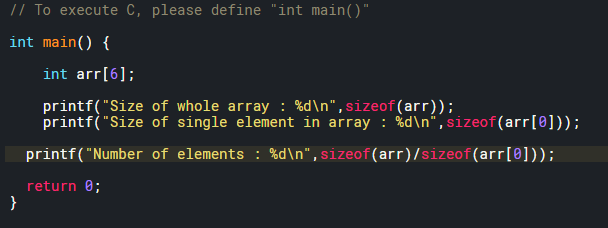 // To execute C, please define "int main()"
int main() {
int arr[6];
printf("Size of whole array : %d\n",sizeof(arr));
printf("Size of single element in array : %d\n",sizeof(arr[0]));
printf("Number of elements : %d\n",sizeof(arr)/sizeof(arr[0]));
return 0;
}